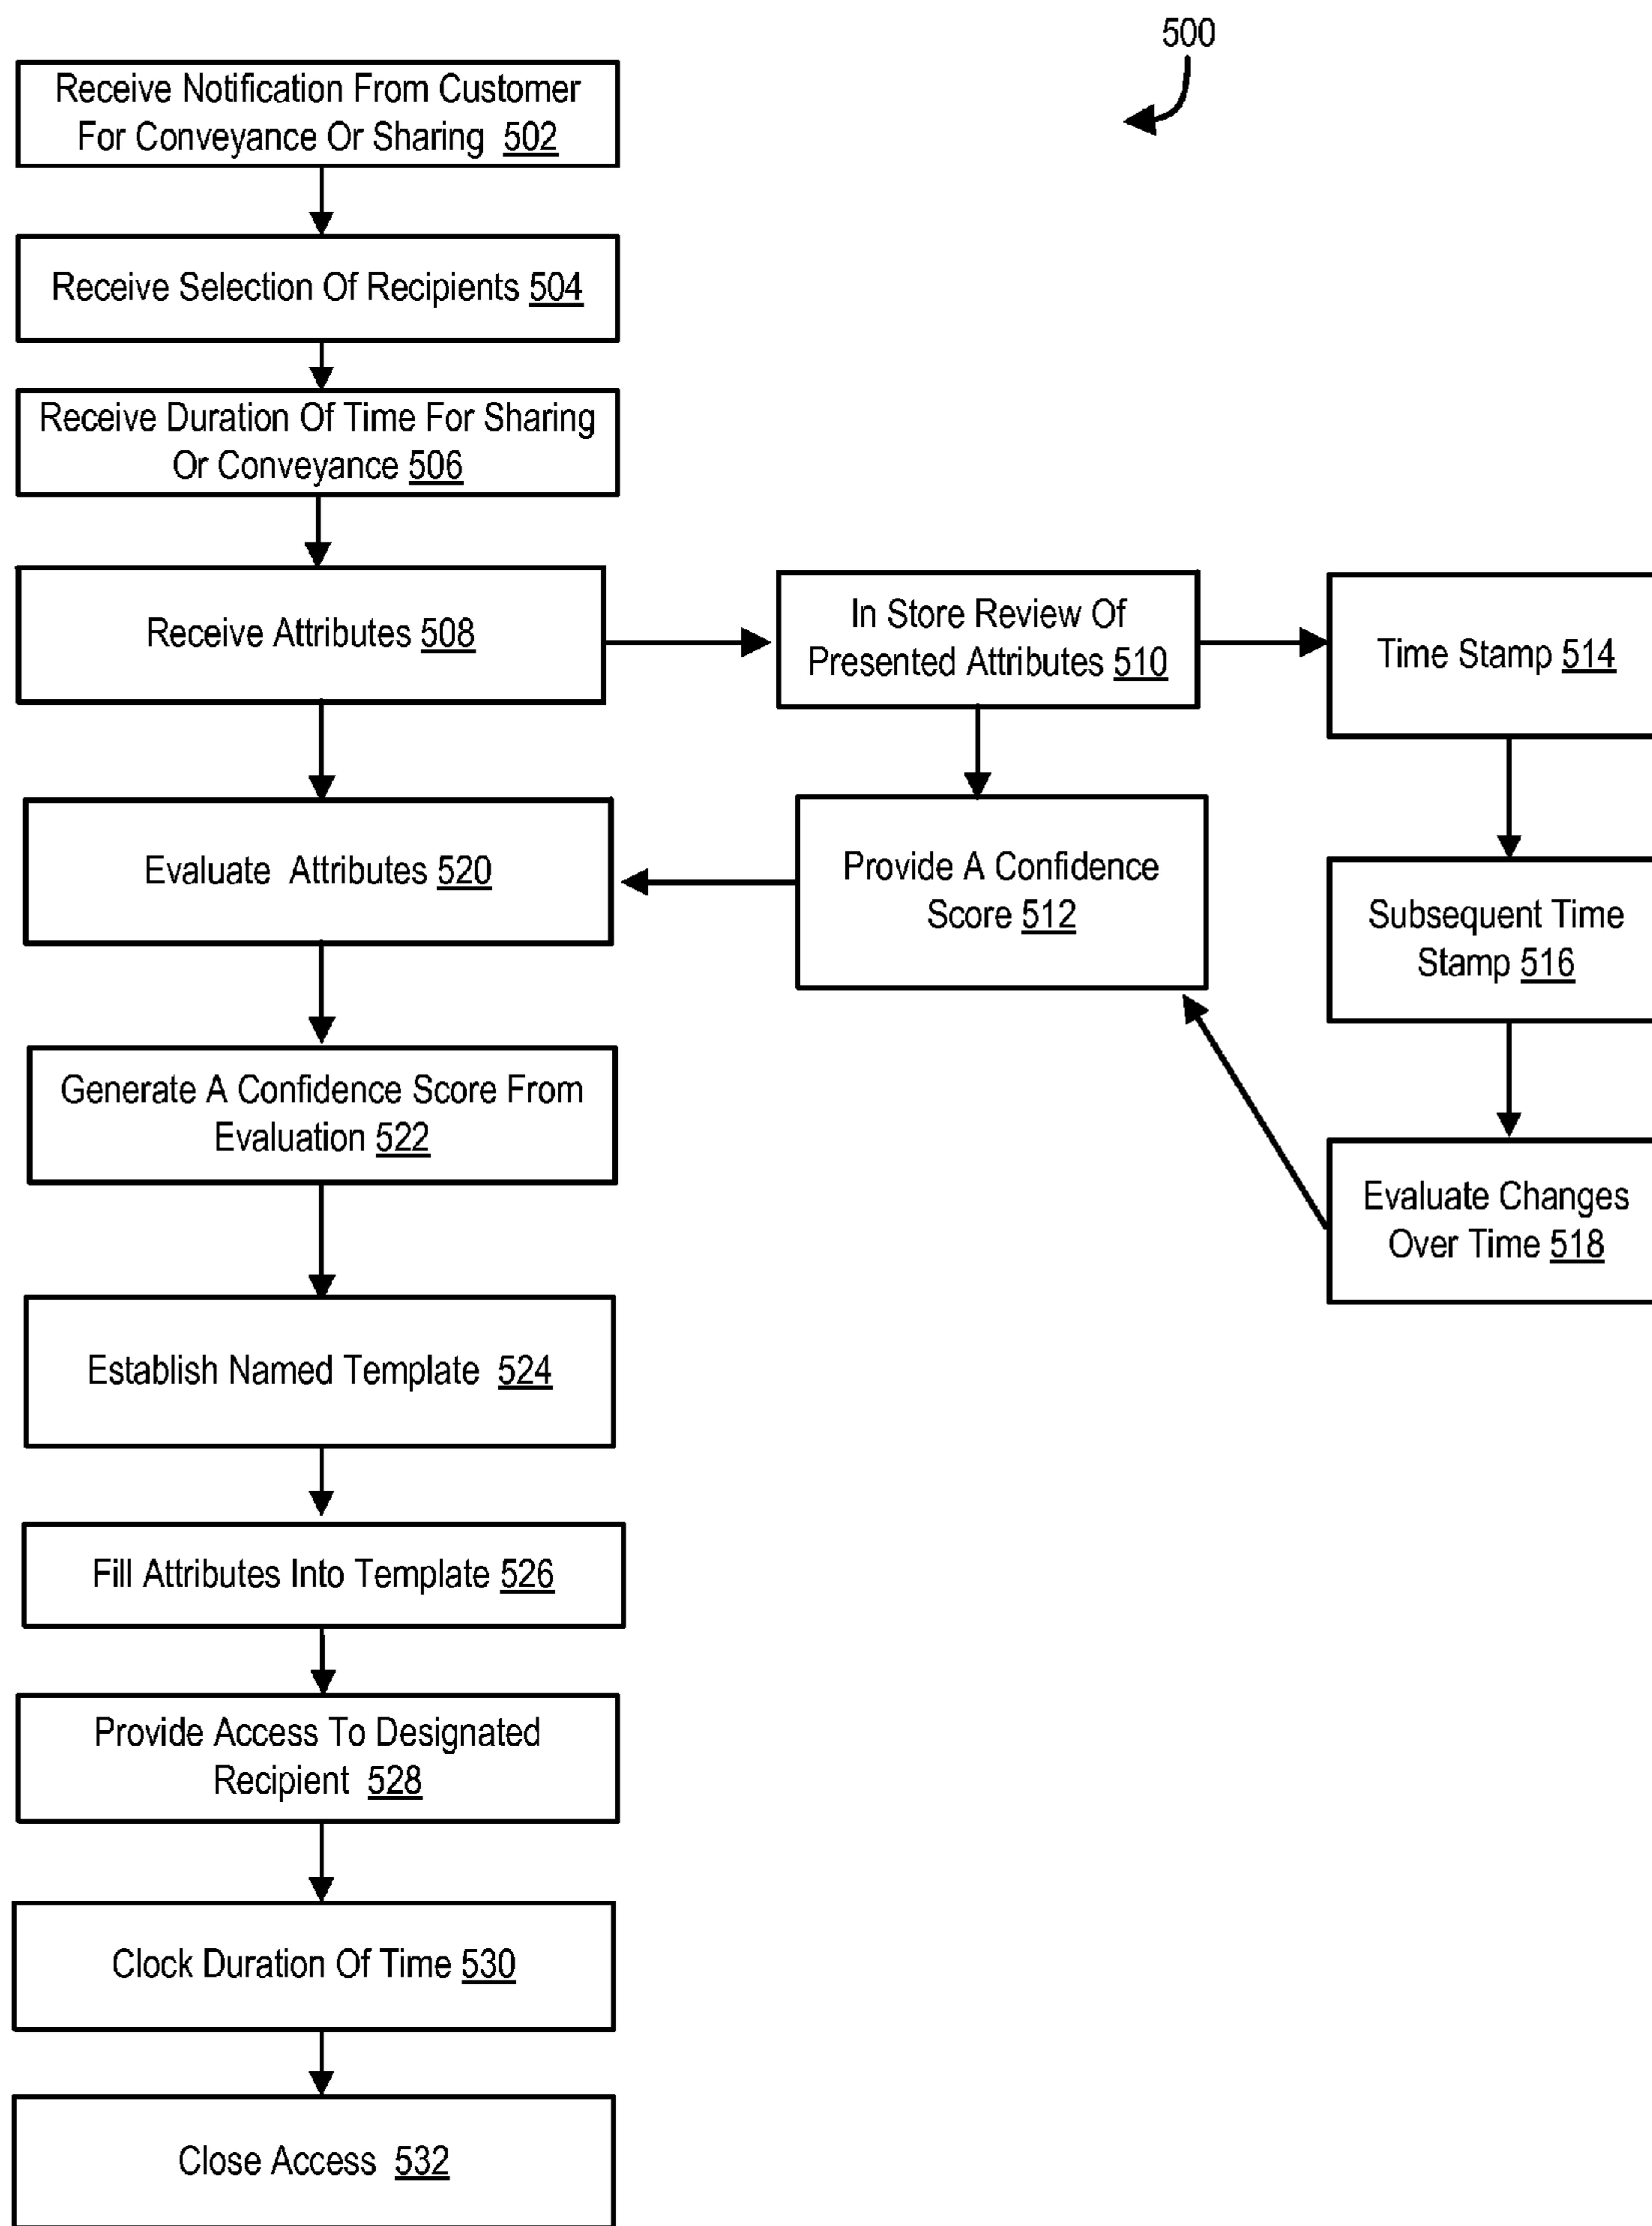 500
Receive Notification From Customer
For Conveyance Or Sharing 502
Receive Selection Of Recipients 504
Receive Duration Of Time For Sharing
Or Conveyance 506
Receive Attributes 508
In Store Review Of
Presented Attributes 510
Time Stamp 514
Evaluate Attributes 520
Provide A Confidence
Score 512
Subsequent Time
Stamp 516
Generate A Confidence Score From
Evaluation 522
Evaluate Changes
Over Time 518
Establish Named Template 524
Fill Attributes Into Template 526
Provide Access To Designated
Recipient 528
Clock Duration Of Time 530
Close Access 532